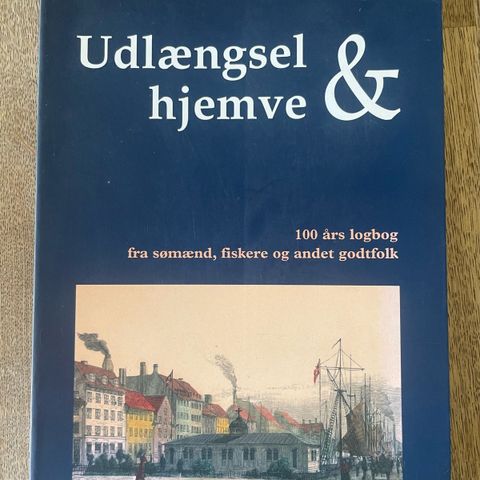 Udlængsel &
hjemve
100 års logbog
fra sømænd, fiskere og andet godtfolk